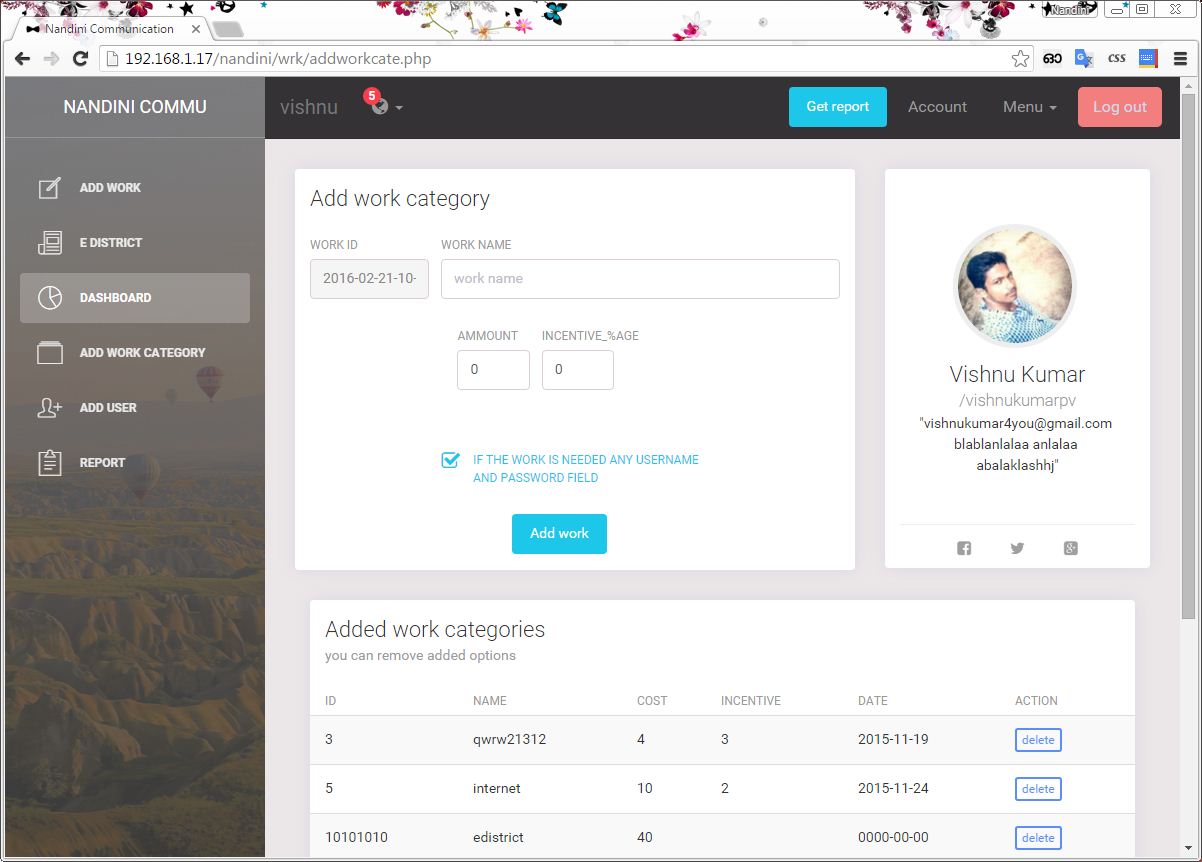 Nandini
Nandini Communication
192.168.1.17/nandini/wrk/addworkcate.php
CSS
NANDINI COMMU
vishnu
5
Get report
Account
Menu
Log out
ADD WORK
E DISTRICT
DASHBOARD
ADD WORK CATEGORY
ADD USER
REPORT
Add work category
WORK ID
WORK NAME
2016-02-21-10-
work name
AMMOUNT
INCENTIVE_%AGE
0
0
IF THE WORK IS NEEDED ANY USERNAME
AND PASSWORD FIELD
Add work
Vishnu Kumar
/vishnukumarpv
"vishnukumar4you@gmail.com
blablanlalaa anlalaa
abalaklashhj"
Added work categories
you can remove added options
ID NAME COST INCENTIVE DATE ACTION
3 qwrw21312 4 3 2015-11-19 delete
5 internet 10 2 2015-11-24 delete
10101010 edistrict 40 0000-00-00 delete